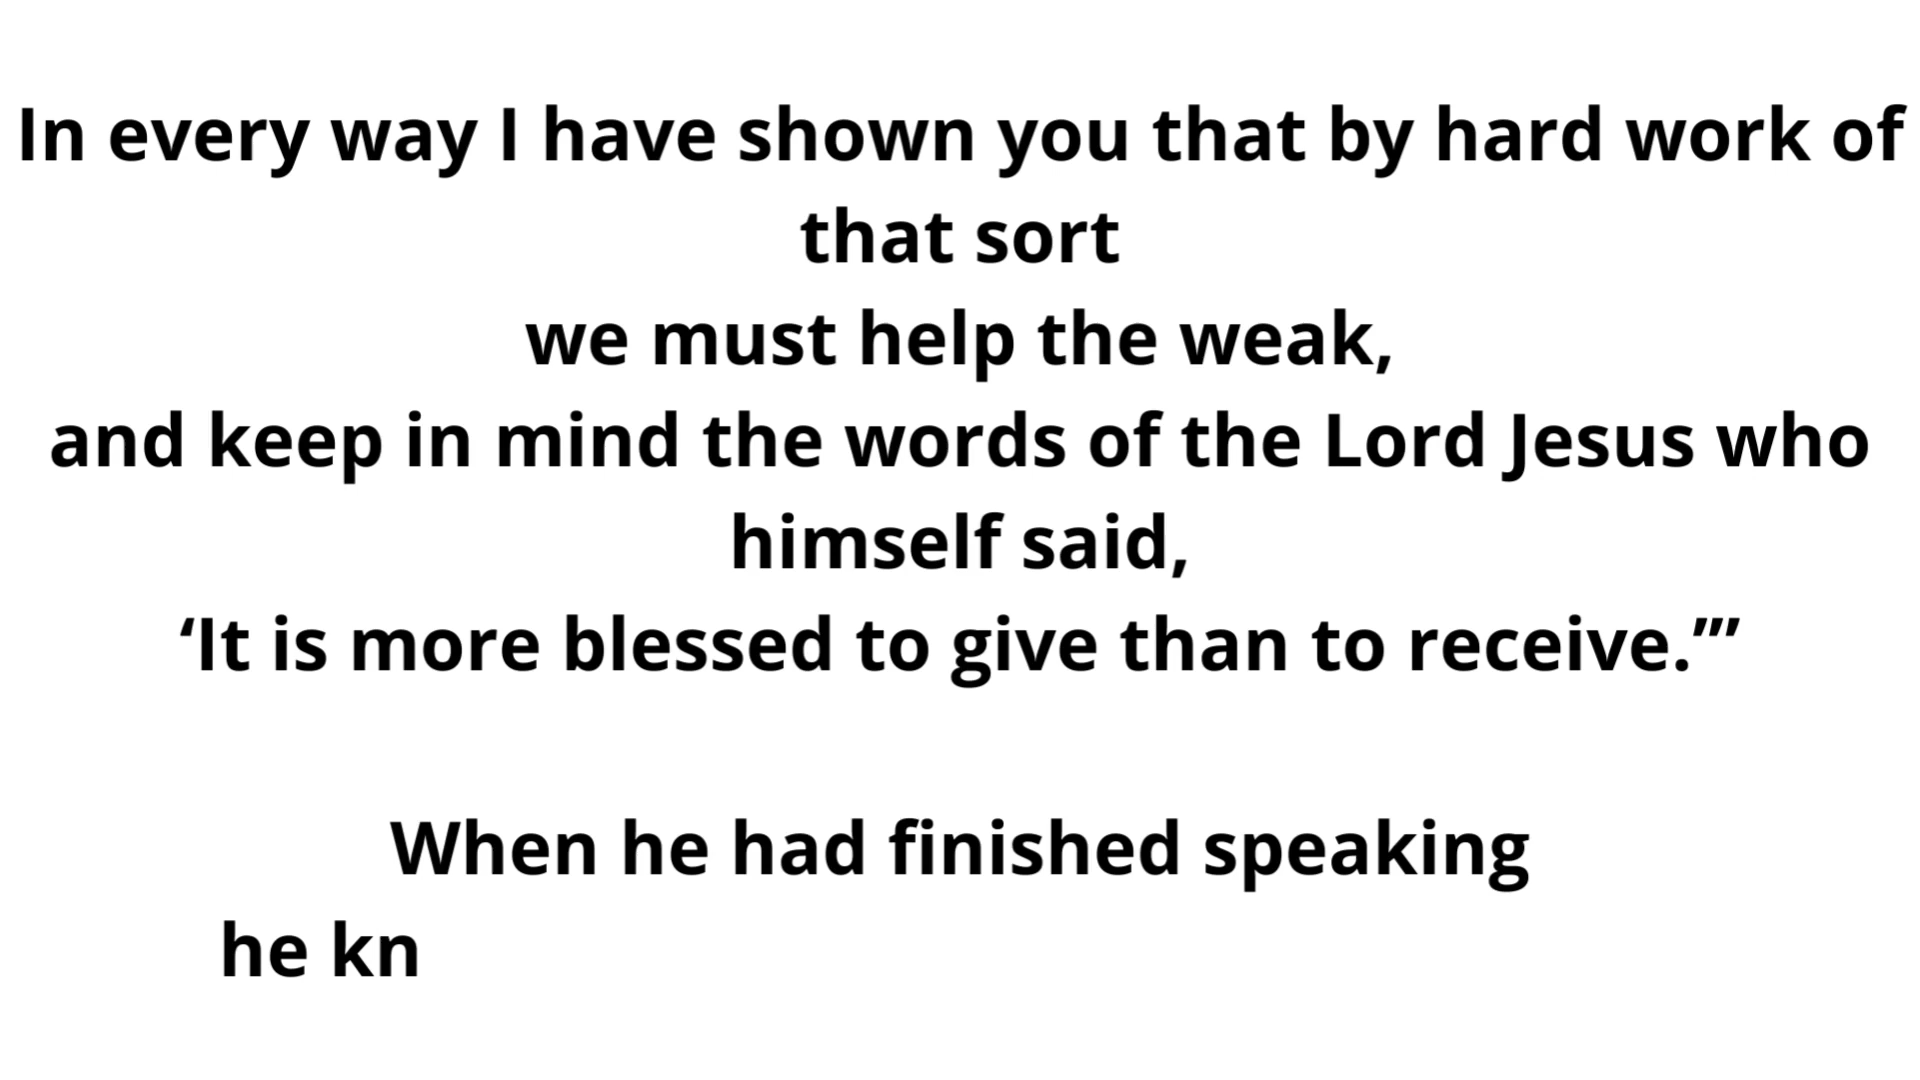 In every way I have shown you that by hard work of
that sort
we must help the weak,
and keep in mind the words of the Lord Jesus who
himself said,
‘It is more blessed to give than to receive.’”
When he had finished speaking
he kn